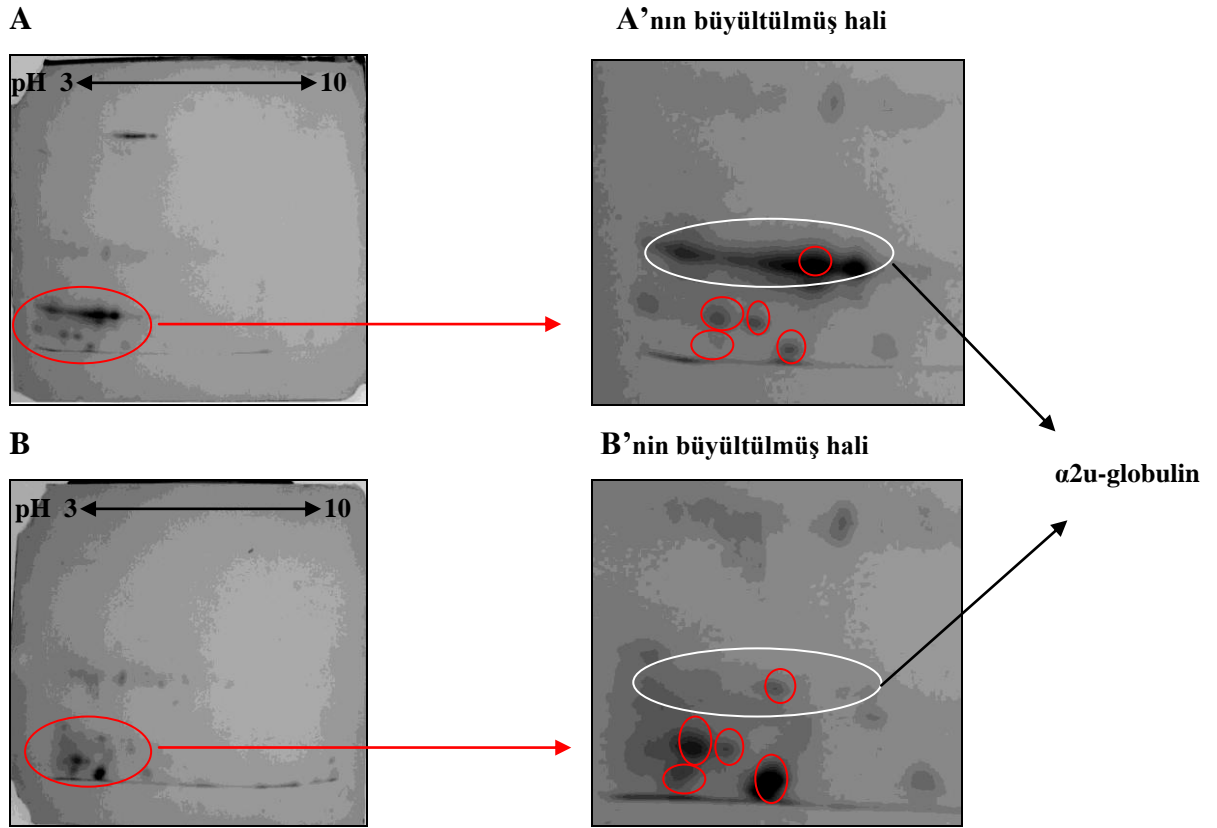 A
A’nın büyültülmüş hali
pH 3 10
B
B’nin büyültülmüş hali
α2u-globulin
pH 3 10